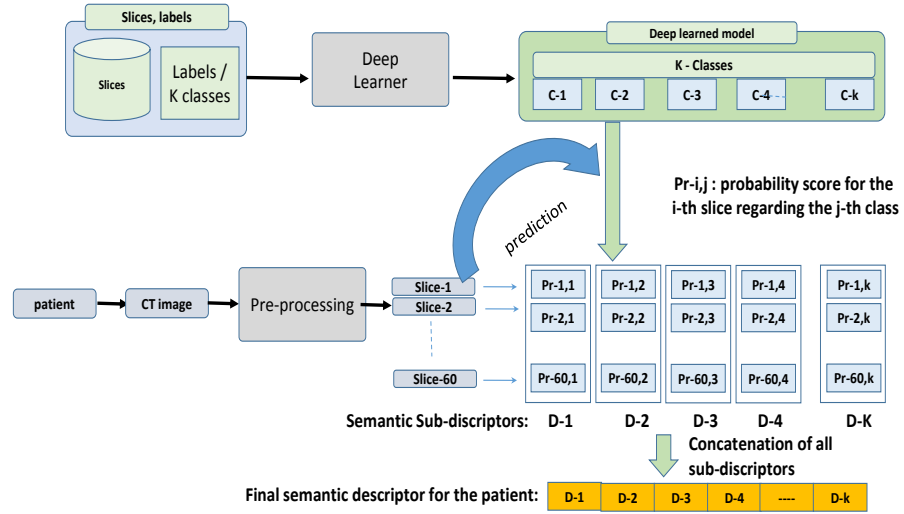 Slices, labels
Slices
Labels /
K classes
Deep
Learner
Deep learned model
K - Classes
C-1 C-2 C-3 C-4 C-k
Pr-i,j : probability score for the
i-th slice regarding the j-th class
prediction
patient
CT image
Pre-processing
Slice-1
Slice-2
Slice-60
Pr-1,1 Pr-1,2 Pr-1,3 Pr-1,4 Pr-1,k
Pr-2,1 Pr-2,2 Pr-2,3 Pr-2,4 Pr-2,k
Pr-60,1 Pr-60,2 Pr-60,3 Pr-60,4 Pr-60,k
Semantic Sub-discriptors: D-1 D-2 D-3 D-4 D-K
Concatenation of all
sub-discriptors
Final semantic descriptor for the patient: D-1 D-2 D-3 D-4 ---- D-k